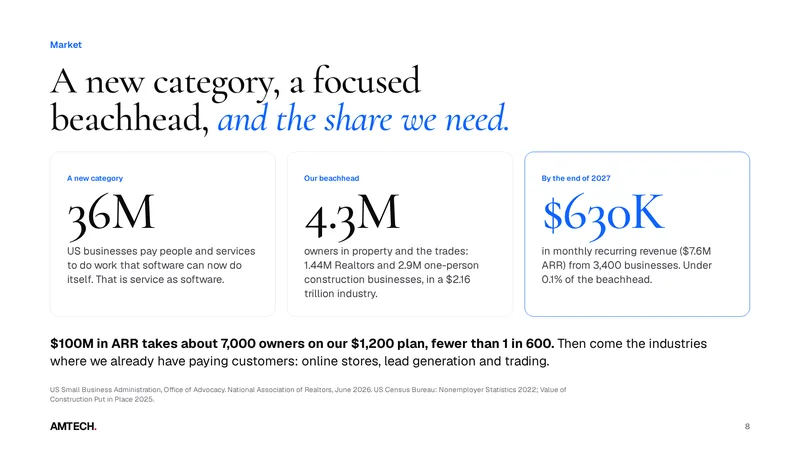 Market
A new category, a focused
beachhead, and the share we need.
A new category
36M
US businesses pay people and services
to do work that software can now do
itself. That is service as software.
Our beachhead
4.3M
owners in property and the trades:
1.44M Realtors and 2.9M one-person
construction businesses, in a $2.16
trillion industry.
By the end of 2027
$630K
in monthly recurring revenue ($7.6M
ARR) from 3,400 businesses. Under
0.1% of the beachhead.
$100M in ARR takes about 7,000 owners on our $1,200 plan, fewer than 1 in 600. Then come the industries
where we already have paying customers: online stores, lead generation and trading.
US Small Business Administration, Office of Advocacy. National Association of Realtors, June 2026. US Census Bureau: Nonemployer Statistics 2022; Value of
Construction Put in Place 2025.
AMTECH.
8